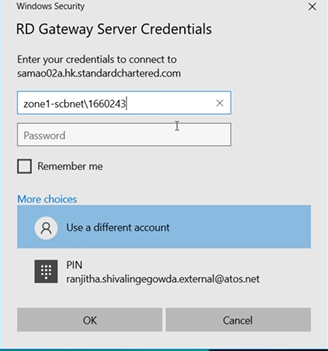 Windows Security
RD Gateway Server Credentials
Enter your credentials to connect to
samao02a.hk.standardchartered.com
zone1-scbnet\1660243
Password
Remember me
More choices
Use a different account
PIN
ranjitha.shivalingegowda.external@atos.net
OK
Cancel